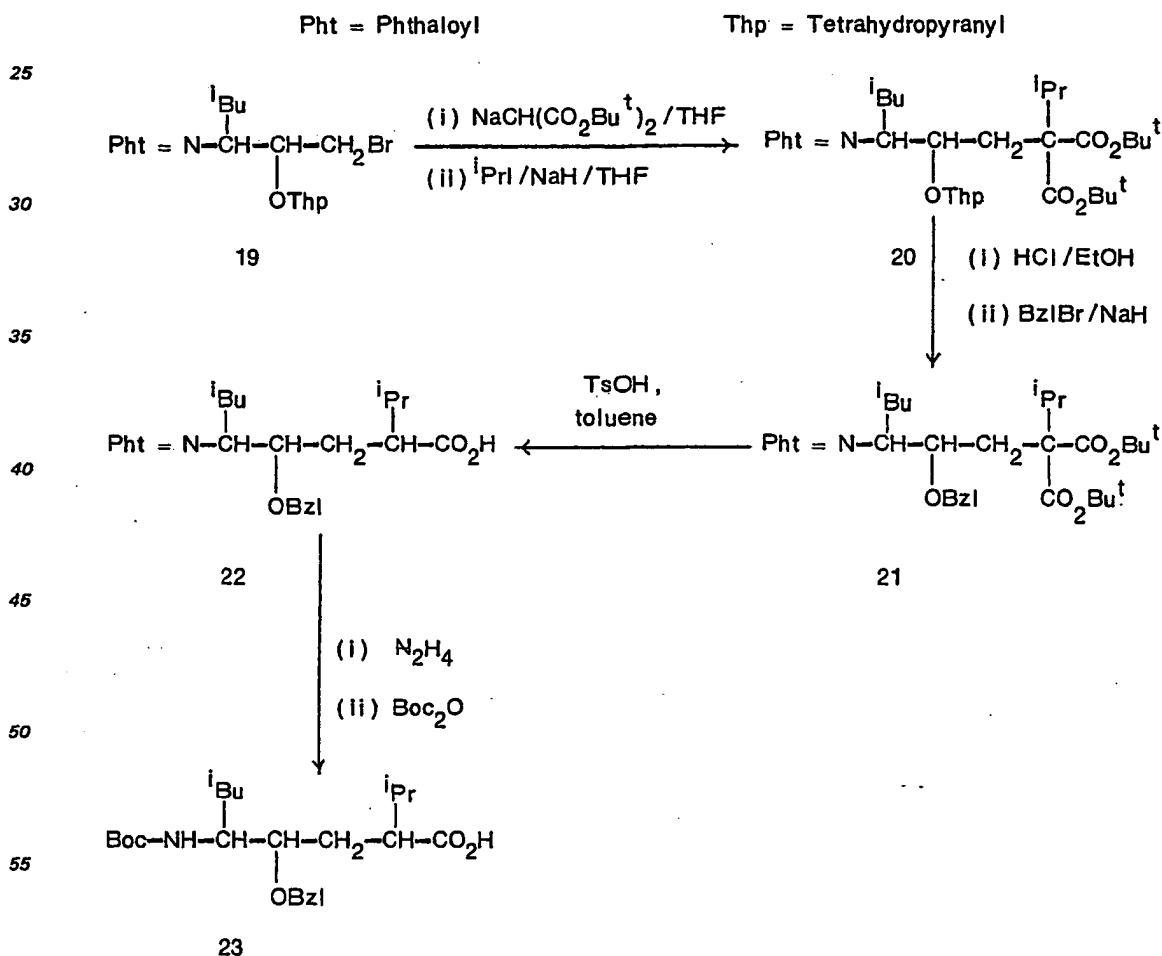 Pht = Phthaloyl Thp = Tetrahydropyranyl
25
iBu iPr
(i) NaCH(CO2But)2/THF
Pht = N-CH-CH-CH2Br Pht = N-CH-CH-CH2-C-CO2But
(ii) iPrI/NaH/THF
OThp OThp CO2But
30
19 20 (i) HCl/EtOH
(ii) BzlBr/NaH
35
TsOH,
iBu iPr toluene iBu iPr
Pht = N-CH-CH-CH2-CH-CO2H Pht = N-CH-CH-CH2-C-CO2But
40
OBzl OBzl CO2But
22 21
45
(i) N2H4
(ii) Boc2O
50
iBu iPr
Boc-NH-CH-CH-CH2-CH-CO2H
55
OBzl
23